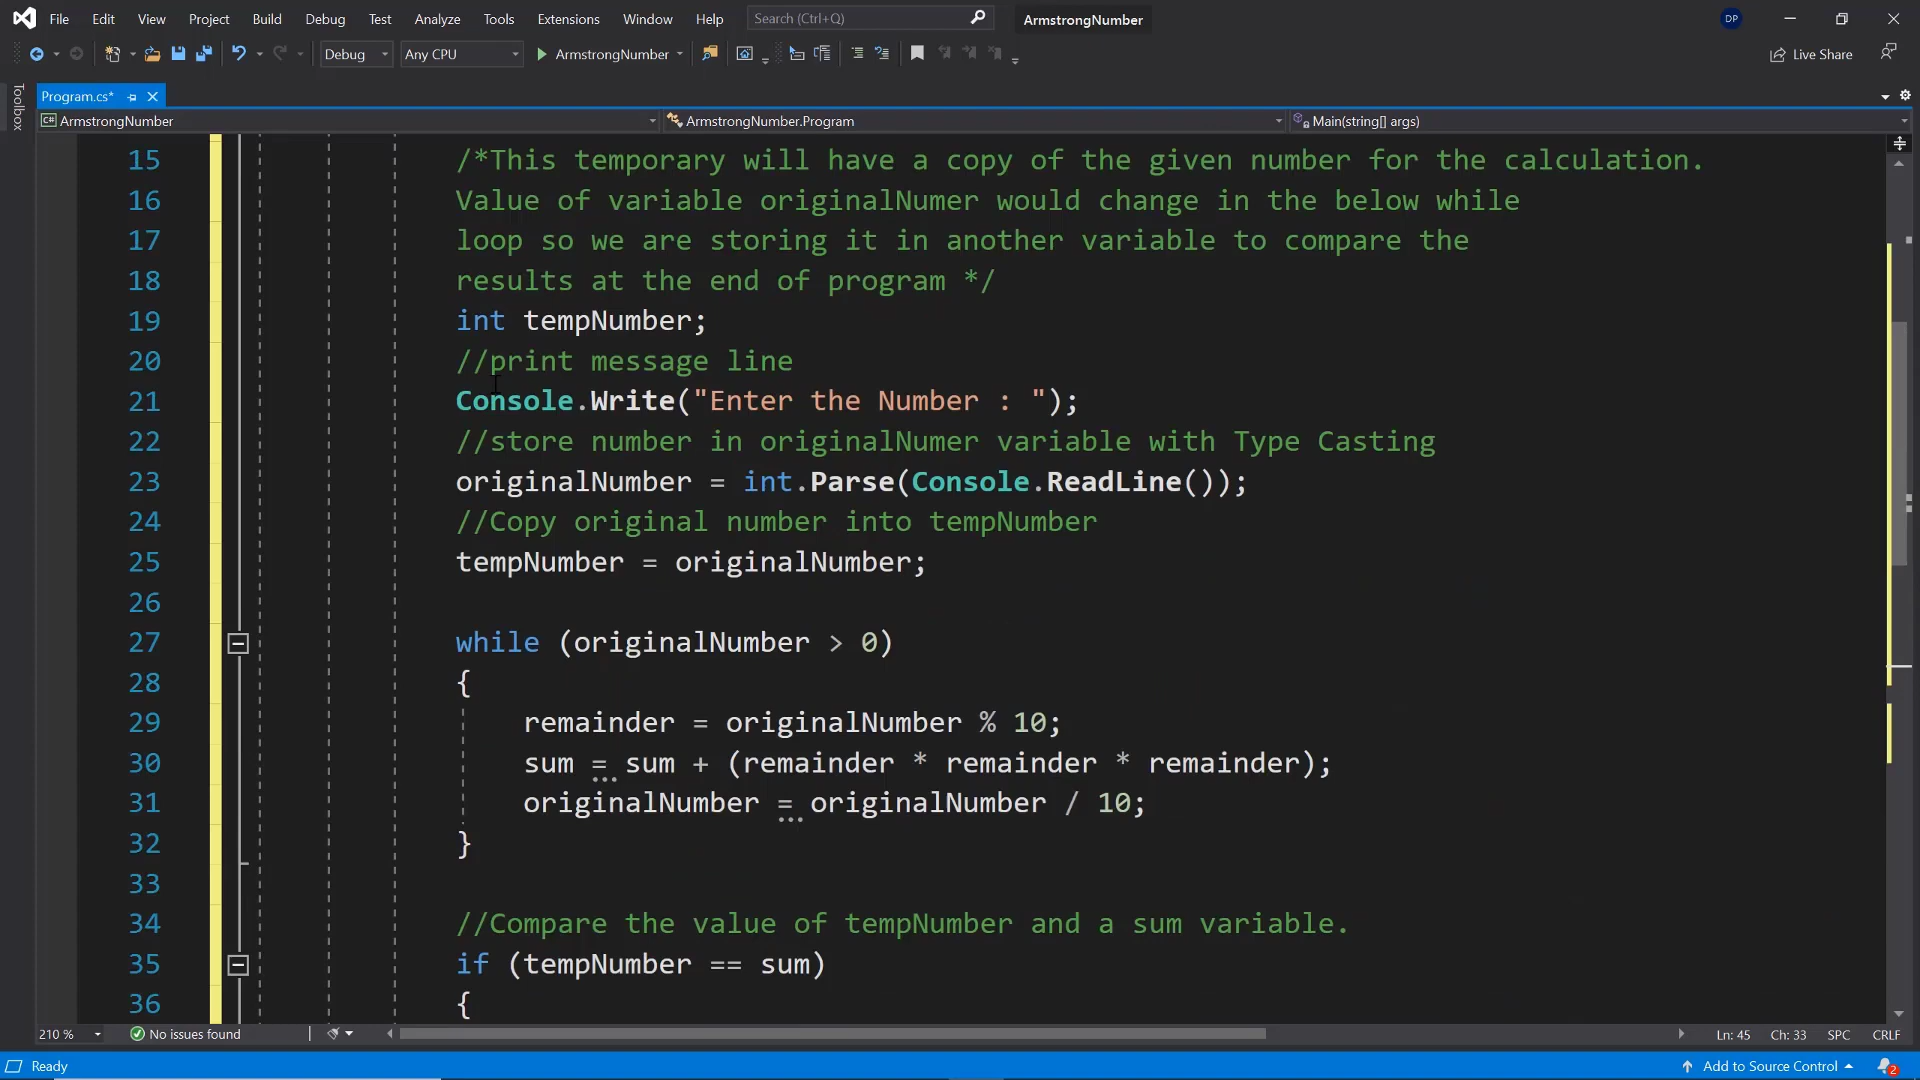 File Edit View Project Build Debug Test Analyze Tools Extensions Window Help Search (Ctrl+Q) ArmstrongNumber DP
Debug Any CPU ArmstrongNumber Live Share
Toolbox
Program.cs*
C# ArmstrongNumber ArmstrongNumber.Program Main(string[] args)
15 /*This temporary will have a copy of the given number for the calculation.
16 Value of variable originalNumer would change in the below while
17 loop so we are storing it in another variable to compare the
18 results at the end of program */
19 int tempNumber;
20 //print message line
21 Console.Write("Enter the Number : ");
22 //store number in originalNumer variable with Type Casting
23 originalNumber = int.Parse(Console.ReadLine());
24 //Copy original number into tempNumber
25 tempNumber = originalNumber;
26
27 while (originalNumber > 0)
28 {
29 remainder = originalNumber % 10;
30 sum = sum + (remainder * remainder * remainder);
31 originalNumber = originalNumber / 10;
32 }
33
34 //Compare the value of tempNumber and a sum variable.
35 if (tempNumber == sum)
36 {
210 % No issues found Ln: 45 Ch: 33 SPC CRLF
Ready Add to Source Control 2